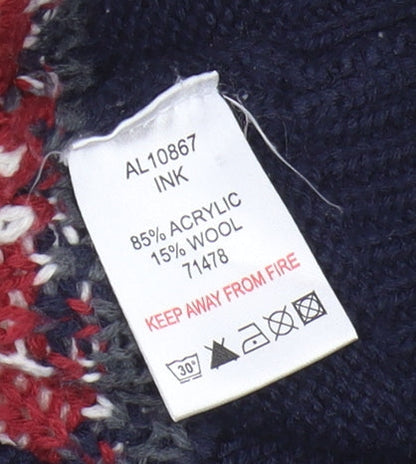 AL10867
INK
85% ACRYLIC
15% WOOL
71478
KEEP AWAY FROM FIRE
30°